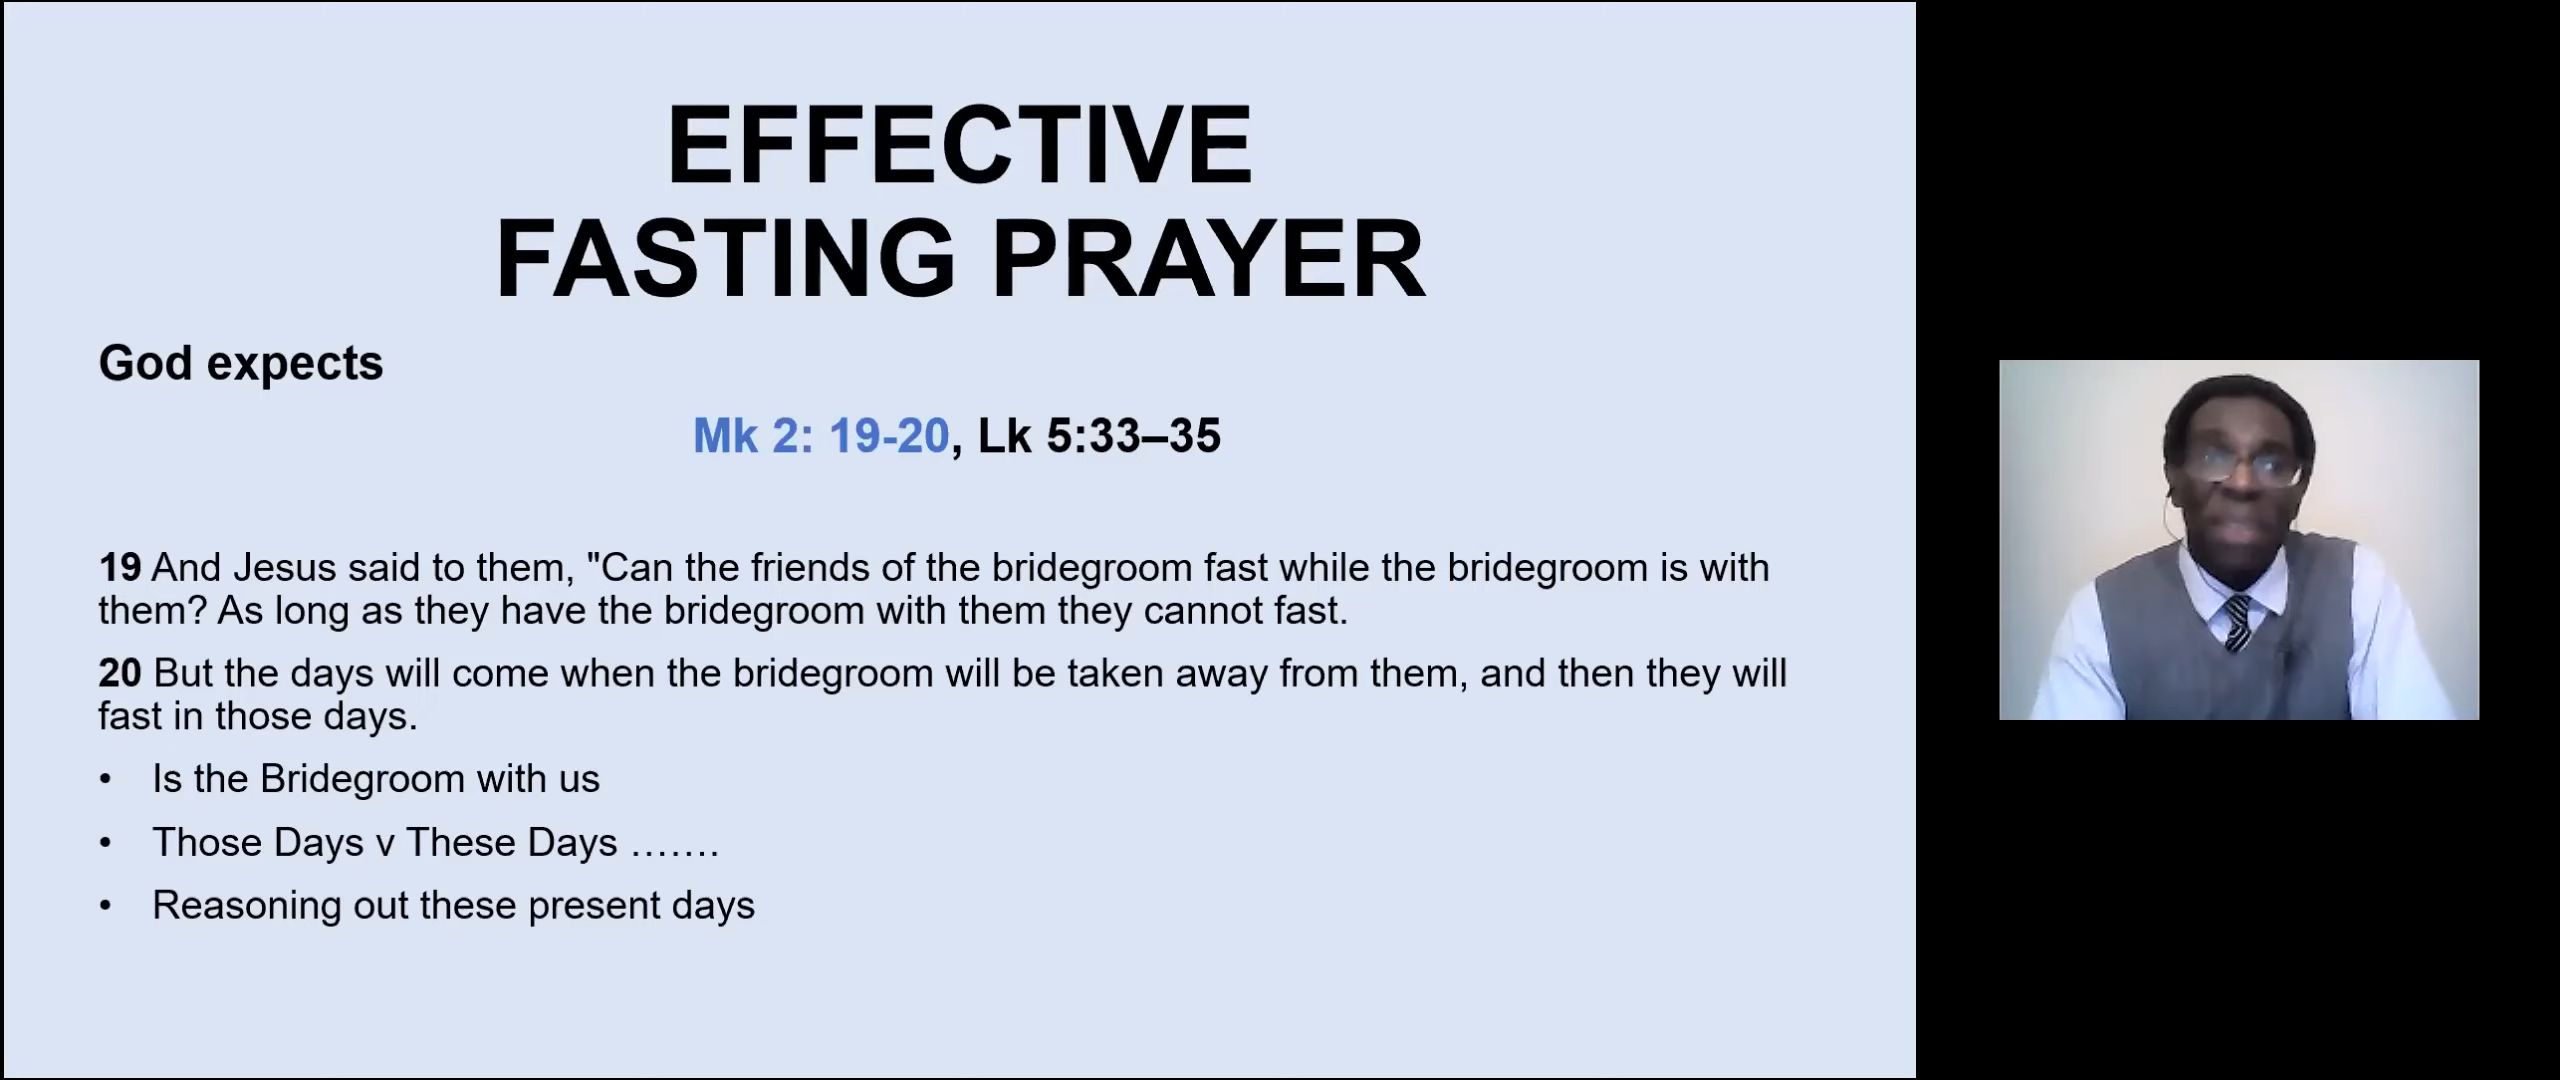 EFFECTIVE
FASTING PRAYER
God expects
Mk 2: 19-20, Lk 5:33–35
19 And Jesus said to them, "Can the friends of the bridegroom fast while the bridegroom is with
them? As long as they have the bridegroom with them they cannot fast.
20 But the days will come when the bridegroom will be taken away from them, and then they will
fast in those days.
• Is the Bridegroom with us
• Those Days v These Days …….
• Reasoning out these present days